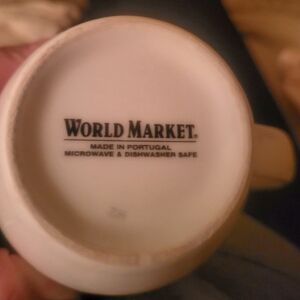 WORLD MARKET.
MADE IN PORTUGAL
MICROWAVE & DISHWASHER SAFE